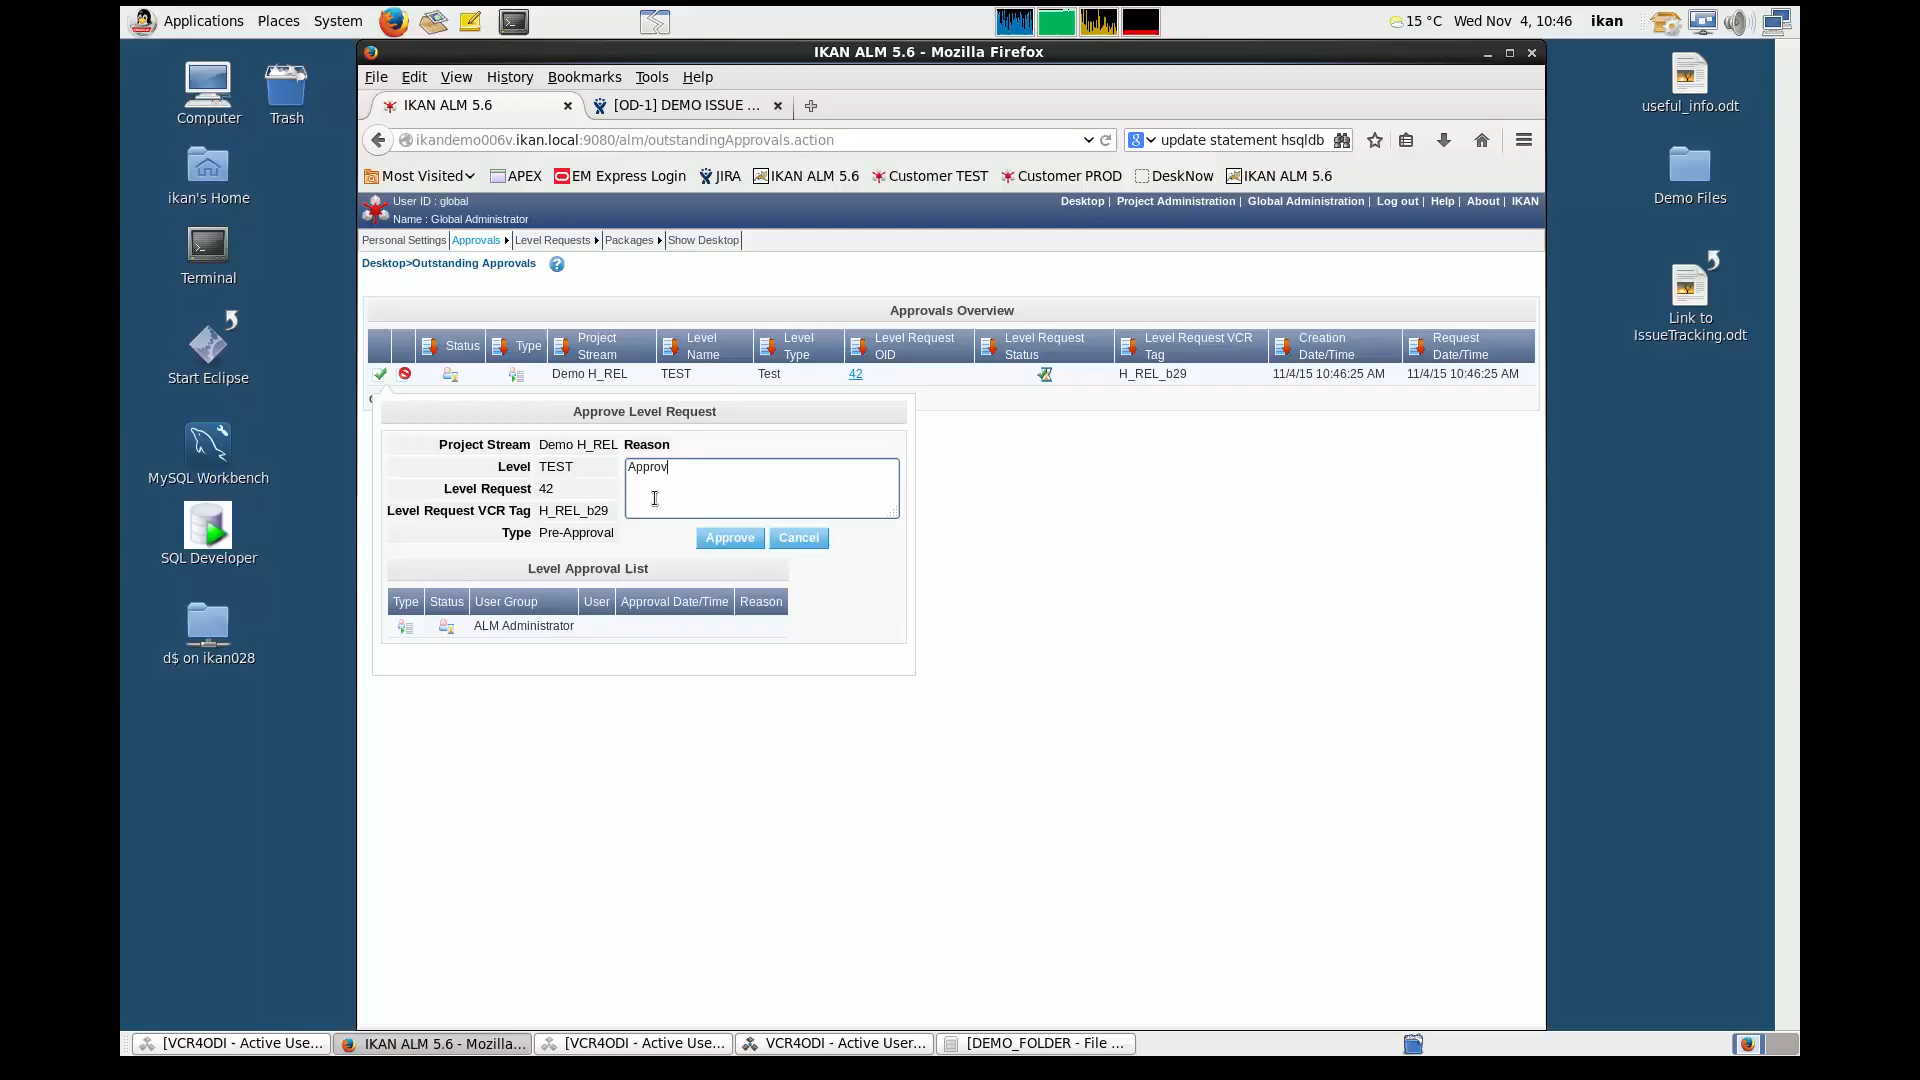 Applications Places System 15 °C Wed Nov 4, 10:46 ikan
IKAN ALM 5.6 - Mozilla Firefox
File Edit View History Bookmarks Tools Help
IKAN ALM 5.6 [OD-1] DEMO ISSUE ...
ikandemo006v.ikan.local:9080/alm/outstandingApprovals.action update statement hsqldb
Most Visited APEX EM Express Login JIRA IKAN ALM 5.6 Customer TEST Customer PROD DeskNow IKAN ALM 5.6
User ID : global
Name : Global Administrator
Desktop | Project Administration | Global Administration | Log out | Help | About | IKAN
Personal Settings Approvals Level Requests Packages Show Desktop
Desktop>Outstanding Approvals
Approvals Overview
Status Type Project Stream Level Name Level Type Level Request OID Level Request Status Level Request VCR Tag Creation Date/Time Request Date/Time
Demo H_REL TEST Test 42 H_REL_b29 11/4/15 10:46:25 AM 11/4/15 10:46:25 AM
Approve Level Request
Project Stream Demo H_REL Reason
Level TEST Approv
Level Request 42
Level Request VCR Tag H_REL_b29
Type Pre-Approval
Approve Cancel
Level Approval List
Type Status User Group User Approval Date/Time Reason
ALM Administrator
Computer
Trash
ikan's Home
Terminal
Start Eclipse
MySQL Workbench
SQL Developer
d$ on ikan028
useful_info.odt
Demo Files
Link to
IssueTracking.odt
[VCR4ODI - Active Use... IKAN ALM 5.6 - Mozilla... [VCR4ODI - Active Use... VCR4ODI - Active User... [DEMO_FOLDER - File ...